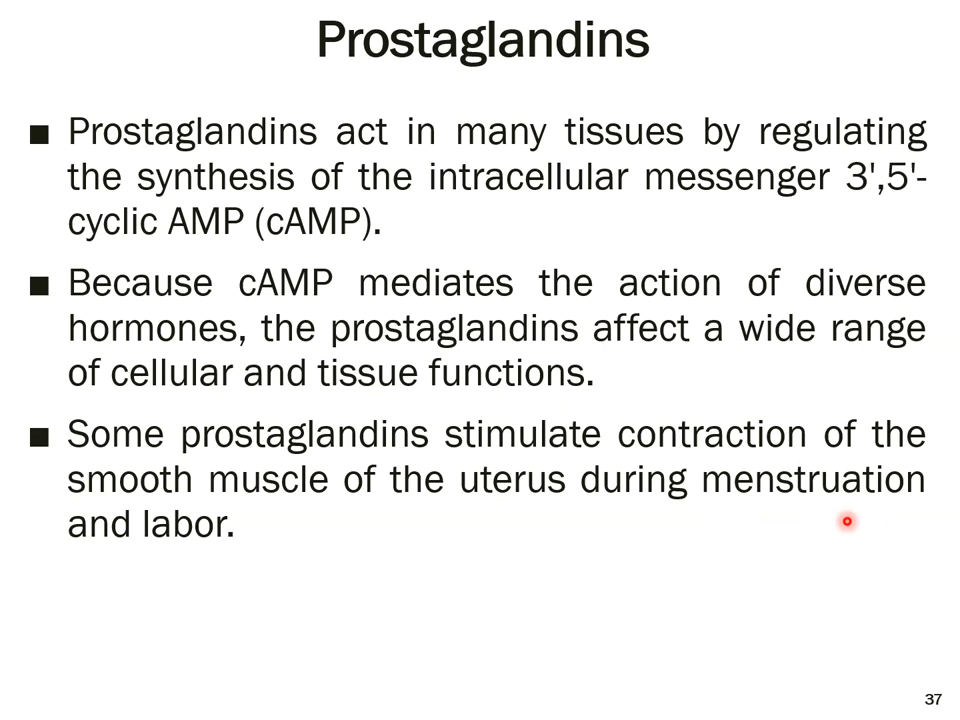 Prostaglandins
■ Prostaglandins act in many tissues by regulating
the synthesis of the intracellular messenger 3',5'-
cyclic AMP (cAMP).
■ Because cAMP mediates the action of diverse
hormones, the prostaglandins affect a wide range
of cellular and tissue functions.
■ Some prostaglandins stimulate contraction of the
smooth muscle of the uterus during menstruation
and labor.
37